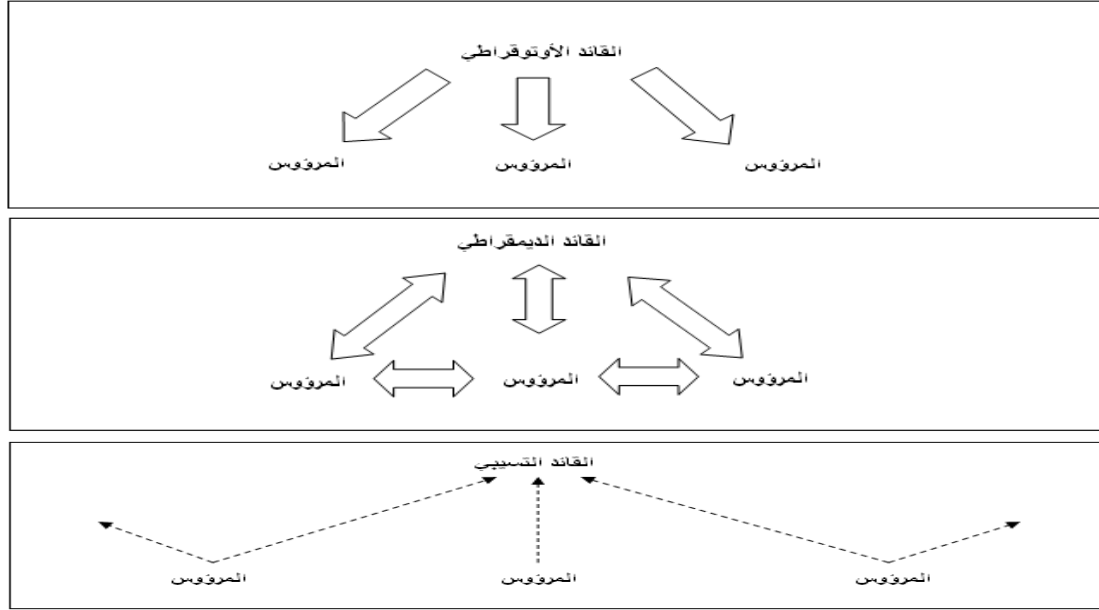 القائد الأوتوقراطي
المرؤوس المرؤوس المرؤوس
القائد الديمقراطي
المرؤوس المرؤوس المرؤوس
القائد التسيبي
المرؤوس المرؤوس المرؤوس